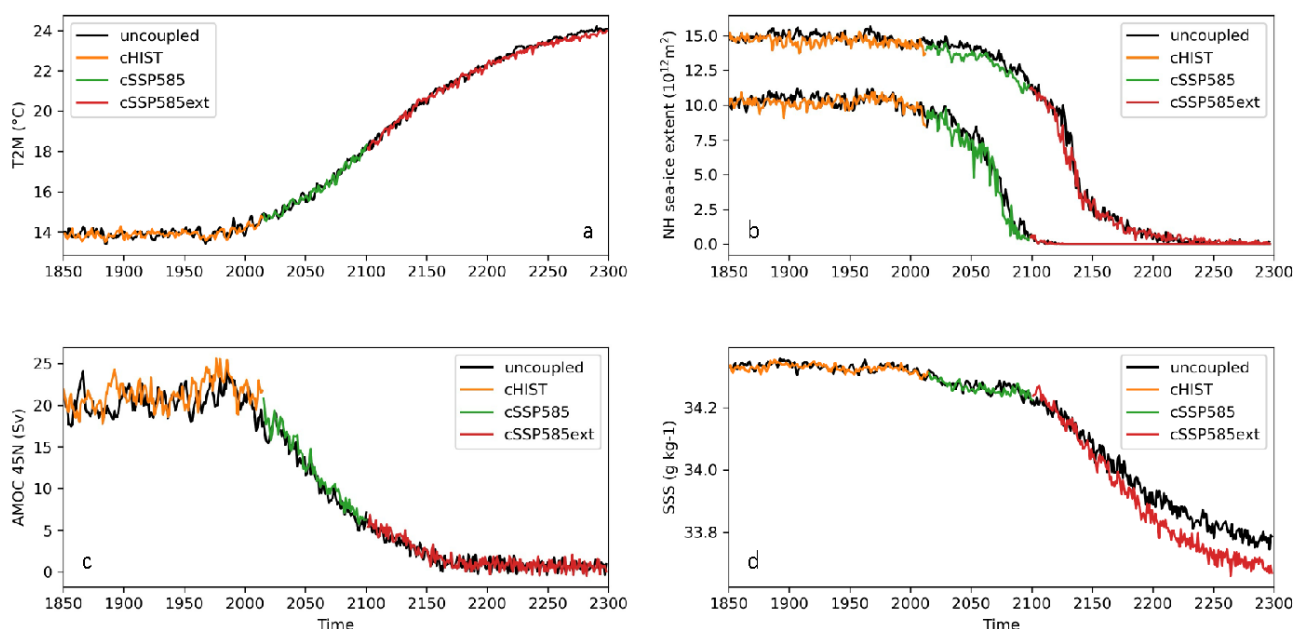 T2M (°C)
24
22
20
18
16
14
uncoupled
cHIST
cSSP585
cSSP585ext
a
1850 1900 1950 2000 2050 2100 2150 2200 2250 2300
NH sea-ice extent (10¹²m²)
15.0
12.5
10.0
7.5
5.0
2.5
0.0
uncoupled
cHIST
cSSP585
cSSP585ext
b
1850 1900 1950 2000 2050 2100 2150 2200 2250 2300
AMOC 45N (Sv)
25
20
15
10
5
0
uncoupled
cHIST
cSSP585
cSSP585ext
c
1850 1900 1950 2000 2050 2100 2150 2200 2250 2300
Time
SSS (g kg-1)
34.2
34.0
33.8
uncoupled
cHIST
cSSP585
cSSP585ext
d
1850 1900 1950 2000 2050 2100 2150 2200 2250 2300
Time